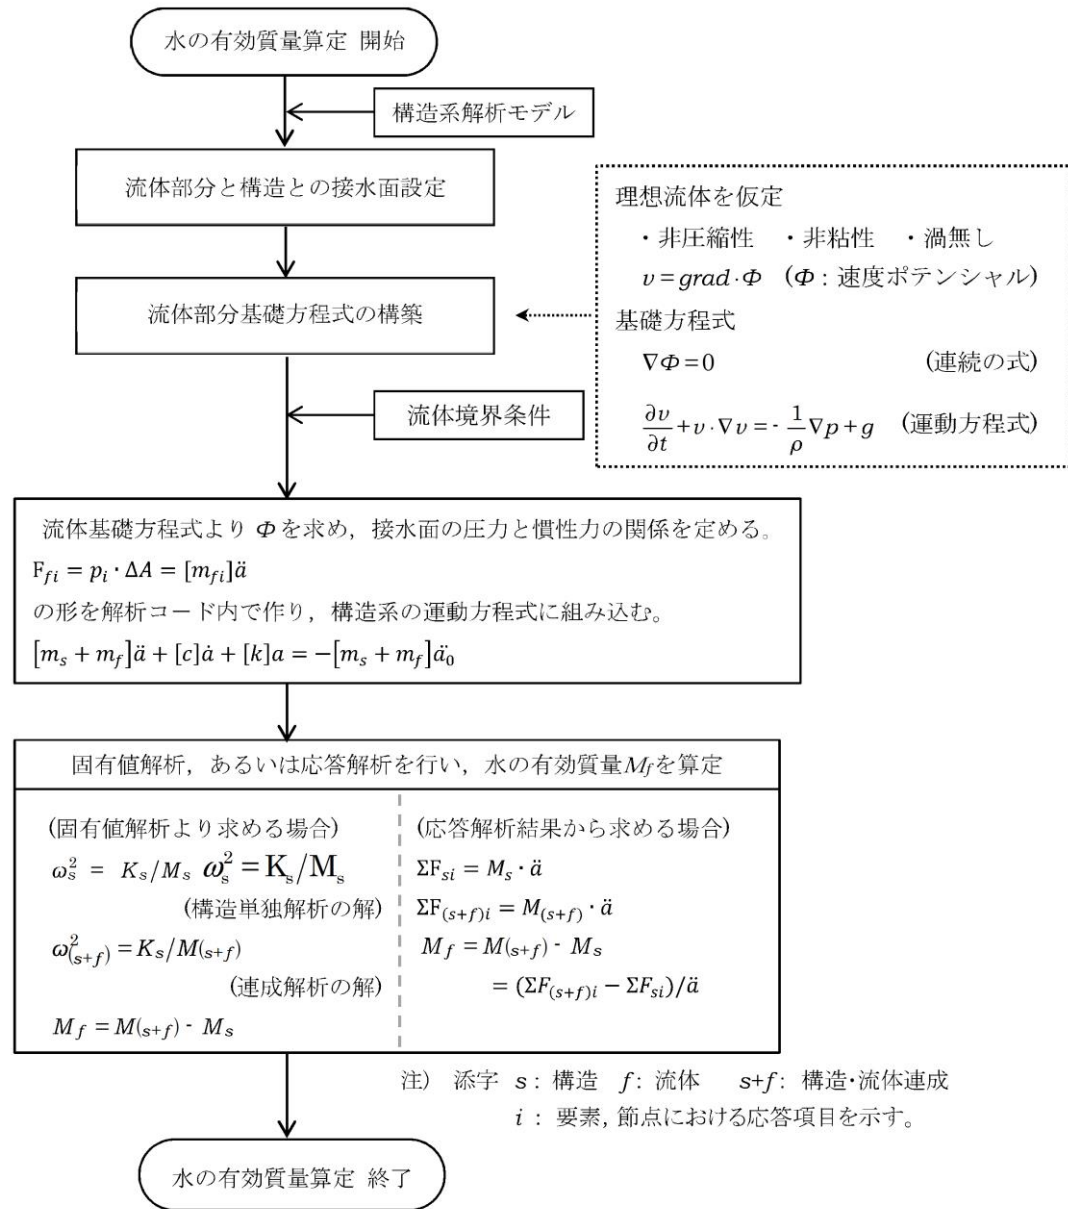 水の有効質量算定 開始
構造系解析モデル
流体部分と構造との接水面設定
流体部分基礎方程式の構築
理想流体を仮定
・非圧縮性 ・非粘性 ・渦無し
υ = grad·Φ (Φ : 速度ポテンシャル)
基礎方程式
∇Φ = 0 (連続の式)
∂υ/∂t + υ·∇υ = - 1/ρ ∇p + g (運動方程式)
流体境界条件
流体基礎方程式より Φ を求め，接水面の圧力と慣性力の関係を定める。
F_{fi} = p_i · ΔA = [m_{fi}]ä
の形を解析コード内で作り，構造系の運動方程式に組み込む。
[m_s + m_f]ä + [c]ȧ + [k]a = −[m_s + m_f]ä_0
固有値解析，あるいは応答解析を行い，水の有効質量M_fを算定
(固有値解析より求める場合)
ω_s^2 = K_s/M_s ω_s^2 = K_s/M_s
(構造単独解析の解)
ω_{(s+f)}^2 = K_s/M_{(s+f)}
(連成解析の解)
M_f = M_{(s+f)} - M_s
(応答解析結果から求める場合)
ΣF_{si} = M_s · ä
ΣF_{(s+f)i} = M_{(s+f)} · ä
M_f = M_{(s+f)} - M_s
= (ΣF_{(s+f)i} − ΣF_{si})/ä
注) 添字 s : 構造 f : 流体 s+f : 構造・流体連成
i : 要素，節点における応答項目を示す。
水の有効質量算定 終了